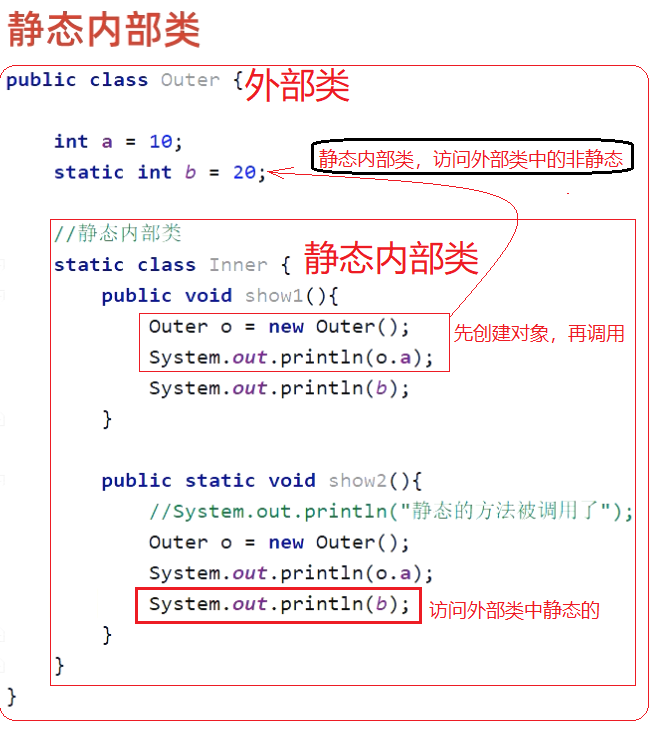 静态内部类
public class Outer { 外部类
int a = 10;
static int b = 20;
静态内部类，访问外部类中的非静态
//静态内部类
static class Inner { 静态内部类
public void show1(){
Outer o = new Outer();
System.out.println(o.a);
先创建对象，再调用
System.out.println(b);
}
public static void show2(){
//System.out.println("静态的方法被调用了");
Outer o = new Outer();
System.out.println(o.a);
System.out.println(b); 访问外部类中静态的
}
}
}